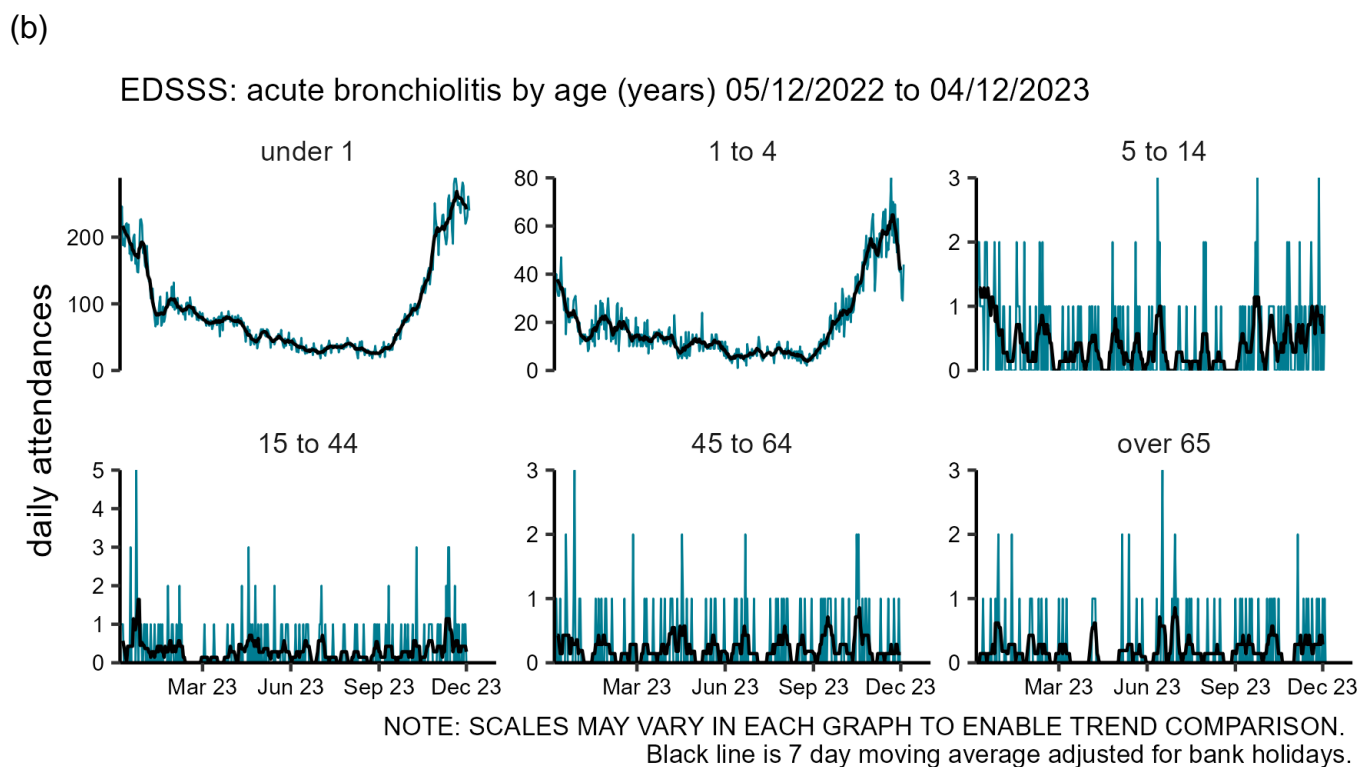 (b)
EDSSS: acute bronchiolitis by age (years) 05/12/2022 to 04/12/2023
daily attendances
under 1
200
100
0
1 to 4
80
60
40
20
0
5 to 14
3
2
1
0
15 to 44
5
4
3
2
1
0
Mar 23 Jun 23 Sep 23 Dec 23
45 to 64
3
2
1
0
Mar 23 Jun 23 Sep 23 Dec 23
over 65
3
2
1
0
Mar 23 Jun 23 Sep 23 Dec 23
NOTE: SCALES MAY VARY IN EACH GRAPH TO ENABLE TREND COMPARISON.
Black line is 7 day moving average adjusted for bank holidays.